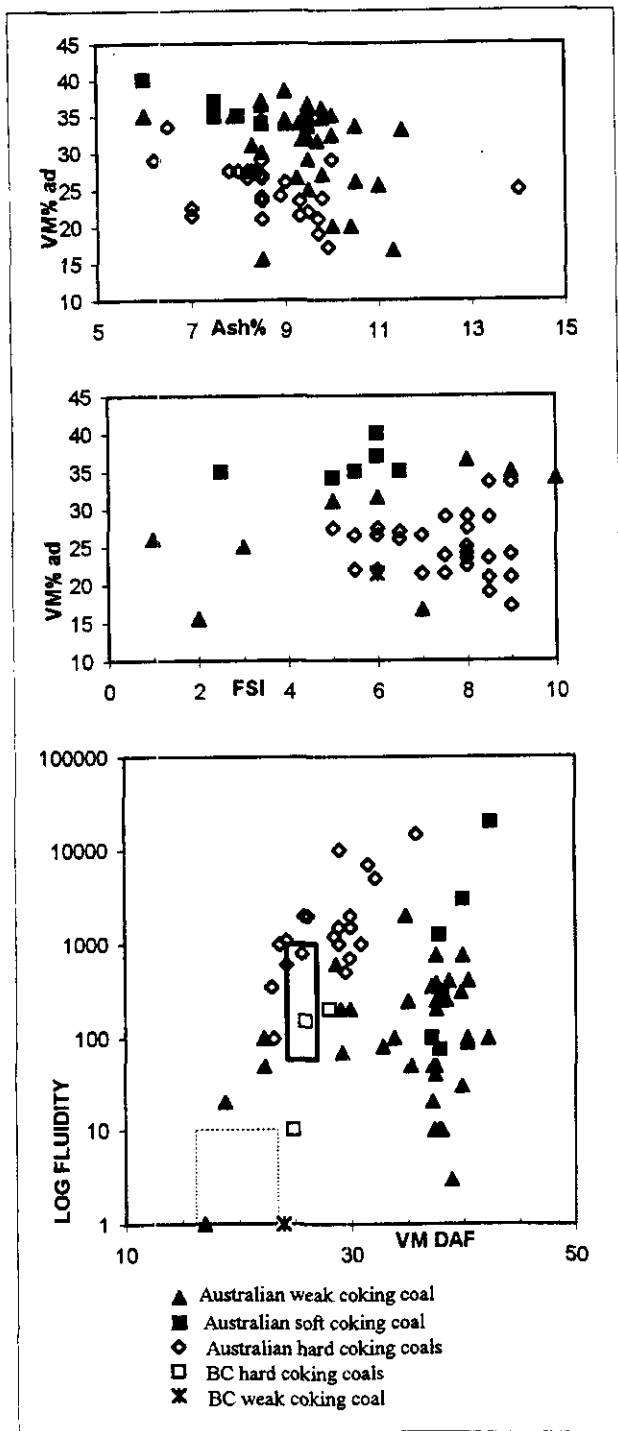 45
40
35
30
25
20
15
10
VM% ad
5 7 9 11 13 15
Ash%
45
40
35
30
25
20
15
10
VM% ad
0 2 4 6 8 10
FSI
100000
10000
1000
100
10
1
LOG FLUIDITY
10 30 50
VM DAF
Australian weak coking coal
Australian soft coking coal
Australian hard coking coals
BC hard coking coals
BC weak coking coal